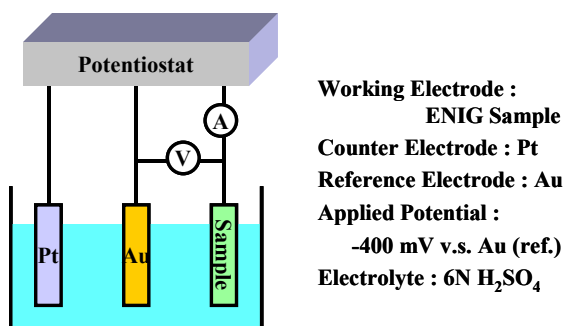 Potentiostat
A
V
Pt
Au
Sample
Working Electrode :
ENIG Sample
Counter Electrode : Pt
Reference Electrode : Au
Applied Potential :
-400 mV v.s. Au (ref.)
Electrolyte : 6N H₂SO₄